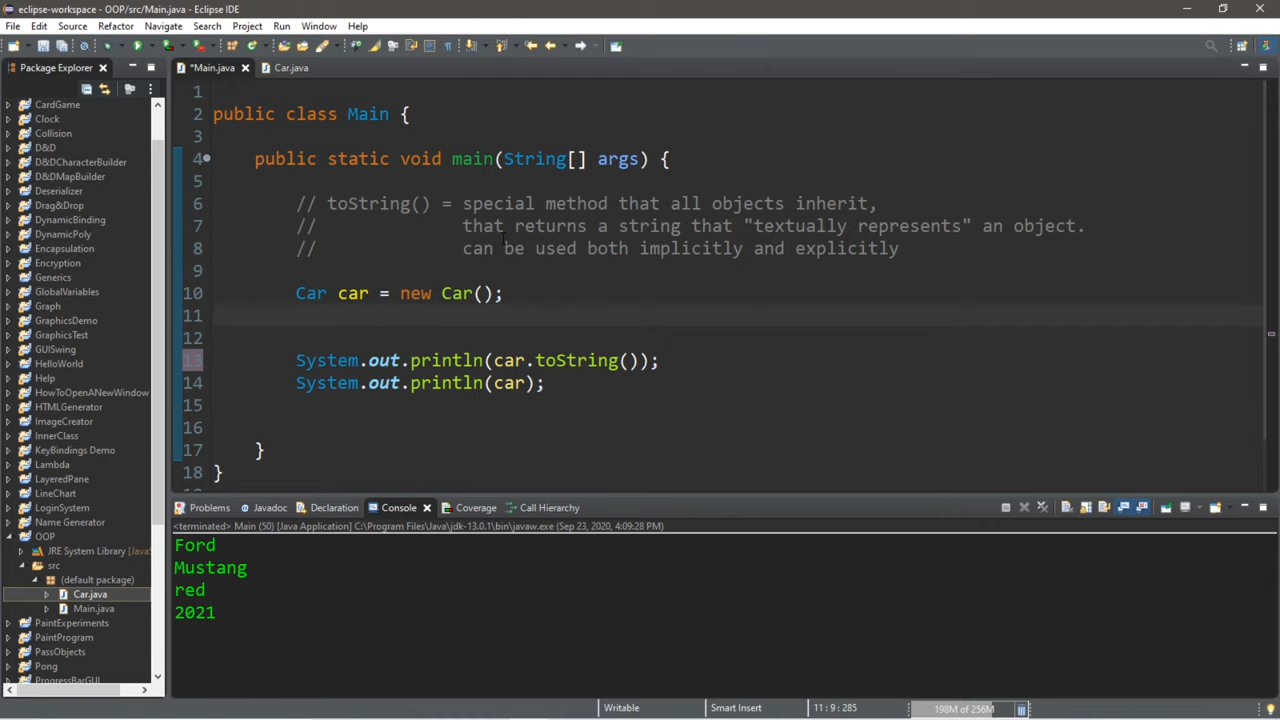 eclipse-workspace - OOP/src/Main.java - Eclipse IDE
File Edit Source Refactor Navigate Search Project Run Window Help
Package Explorer
*Main.java Car.java
CardGame
Clock
Collision
D&D
D&DCharacterBuilder
D&DMapBuilder
Deserializer
Drag&Drop
DynamicBinding
DynamicPoly
Encapsulation
Encryption
Generics
GlobalVariables
Graph
GraphicsDemo
GraphicsTest
GUISwing
HelloWorld
Help
HowToOpenANewWindow
HTMLGenerator
ImageCreator
InnerClass
KeyBindings Demo
Lambda
LayeredPane
LineChart
LoginSystem
Name Generator
OOP
JRE System Library [JavaS
src
(default package)
Car.java
Main.java
PaintExperiments
PaintProgram
PassObjects
Pong
ProgressBarGUI
1
2 public class Main {
3
4 public static void main(String[] args) {
5
6 // toString() = special method that all objects inherit,
7 // that returns a string that "textually represents" an object.
8 // can be used both implicitly and explicitly
9
10 Car car = new Car();
11
12
13 System.out.println(car.toString());
14 System.out.println(car);
15
16
17 }
18 }
Problems Javadoc Declaration Console Coverage Call Hierarchy
<terminated> Main (50) [Java Application] C:\Program Files\Java\jdk-13.0.1\bin\javaw.exe (Sep 23, 2020, 4:09:28 PM)
Ford
Mustang
red
2021
Writable Smart Insert 11 : 9 : 285 198M of 256M